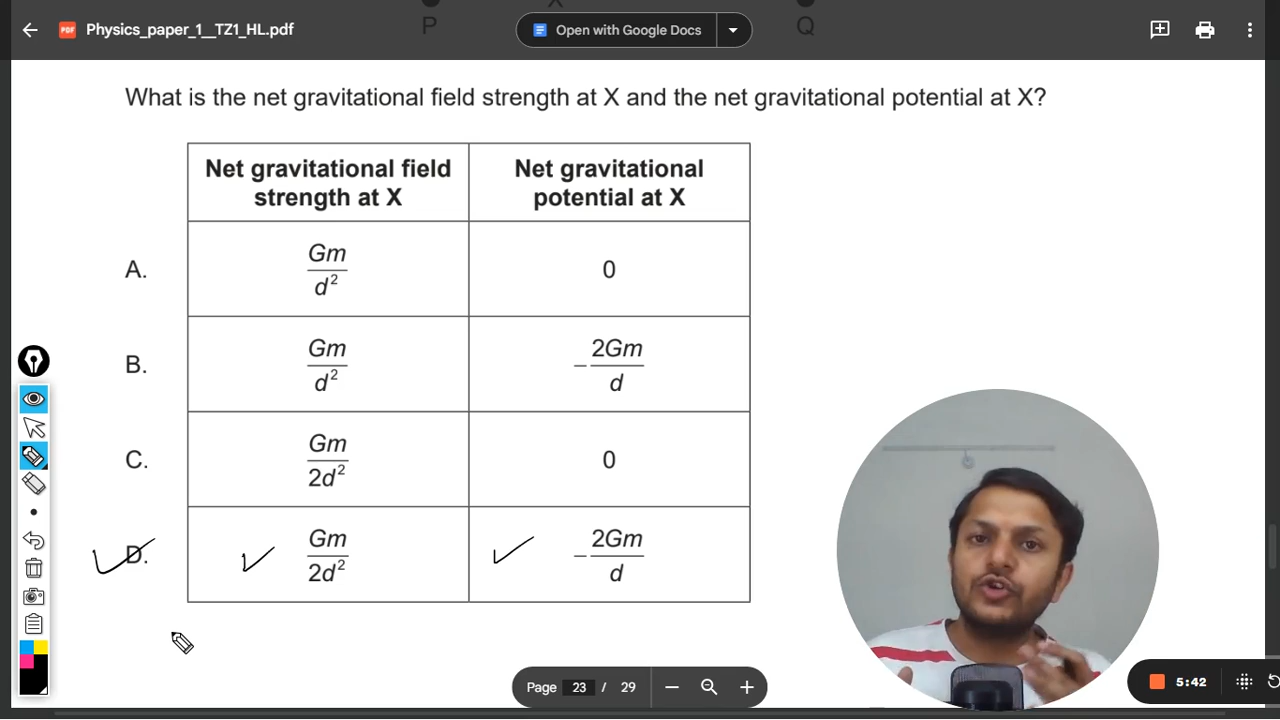 X
P
Q
Physics_paper_1__TZ1_HL.pdf
PDF
Open with Google Docs
What is the net gravitational field strength at X and the net gravitational potential at X?
Net gravitational field
strength at X
Net gravitational
potential at X
A.
Gm
d²
0
B.
Gm
d²
−2Gm
d
C.
Gm
2d²
0
D.
Gm
2d²
−2Gm
d
Page 23 / 29
5:42